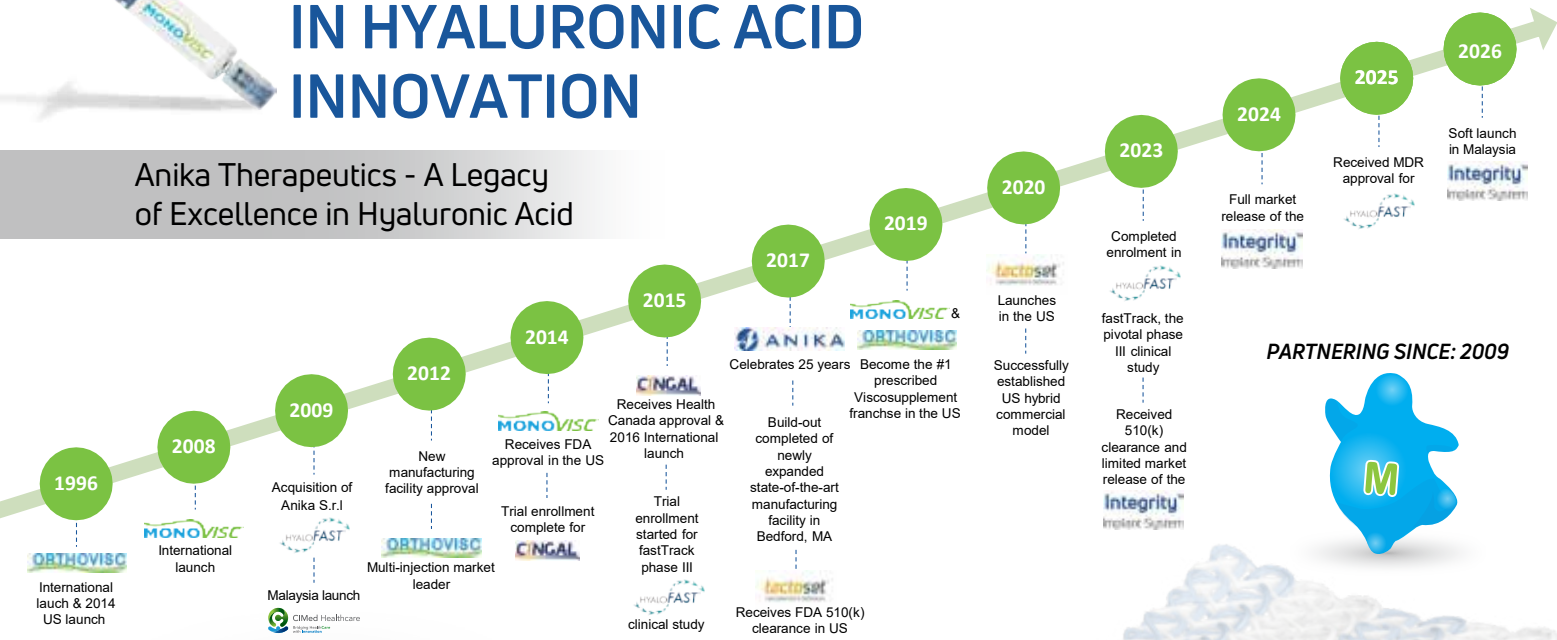 MONOVISC
IN HYALURONIC ACID
INNOVATION
Anika Therapeutics - A Legacy
of Excellence in Hyaluronic Acid
1996
ORTHOVISC
International
lauch & 2014
US launch
2008
MONOVISC
International
launch
2009
Acquisition of
Anika S.r.l
HYALOFAST
Malaysia launch
CIMed Healthcare
Bridging HealthCare
with Innovation
2012
New
manufacturing
facility approval
ORTHOVISC
Multi-injection market
leader
2014
MONOVISC
Receives FDA
approval in the US
Trial enrollment
complete for
CINGAL
2015
CINGAL
Receives Health
Canada approval &
2016 International
launch
Trial
enrollment
started for
fastTrack
phase III
HYALOFAST
clinical study
2017
ANIKA
Celebrates 25 years
Build-out
completed of
newly
expanded
state-of-the-art
manufacturing
facility in
Bedford, MA
tactoset
Receives FDA 510(k)
clearance in US
2019
MONOVISC &
ORTHOVISC
Become the #1
prescribed
Viscosupplement
franchse in the US
2020
tactoset
Launches
in the US
Successfully
established
US hybrid
commercial
model
2023
Completed
enrolment in
HYALOFAST
fastTrack, the
pivotal phase
III clinical
study
Received
510(k)
clearance and
limited market
release of the
Integrity™
Implant System
2024
Full market
release of the
Integrity™
Implant System
2025
Received MDR
approval for
HYALOFAST
2026
Soft launch
in Malaysia
Integrity™
Implant System
PARTNERING SINCE: 2009
M